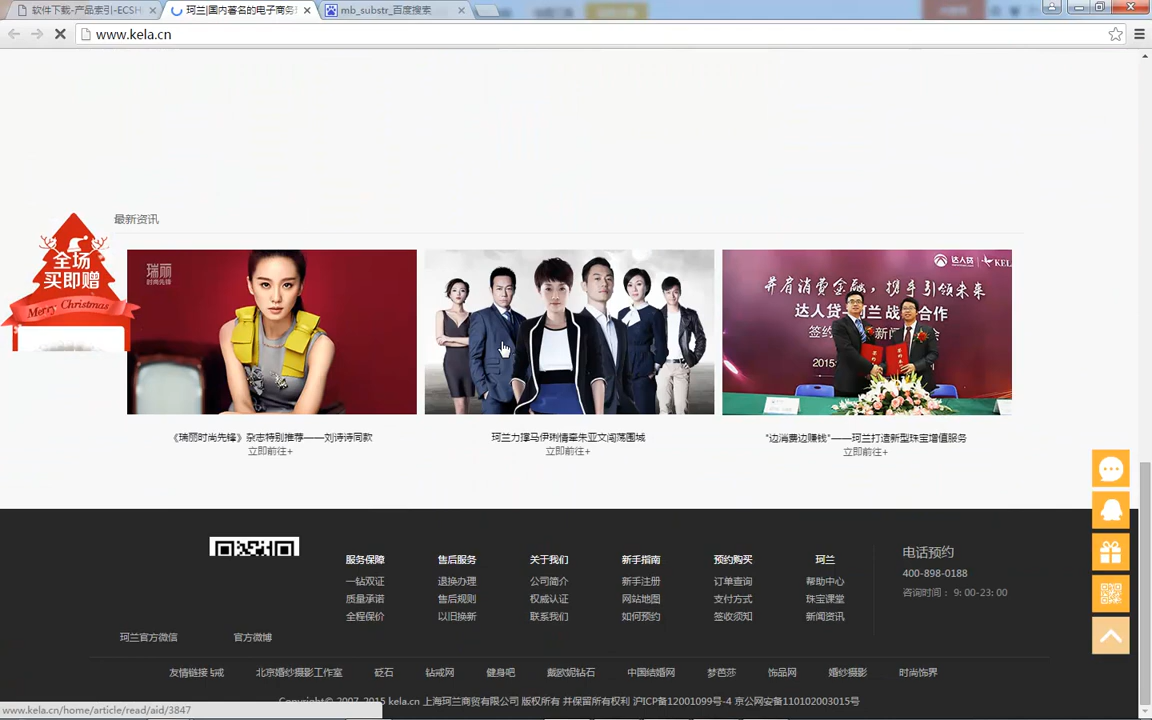 软件下载-产品索引-ECSH
珂兰|国内著名的电子商务
mb_substr_百度搜索
www.kela.cn
最新资讯
全场
买即赠
Merry Christmas
瑞丽
时尚先锋
达人贷
KEL
开启消费金融，携手引领未来
达人贷
珂兰战
合作
签约
新闻
会
2015
《瑞丽时尚先锋》杂志特别推荐——刘诗诗同款
立即前往+
珂兰力撑马伊琍情牵朱亚文闯荡围城
立即前往+
"边消费边赚钱"——珂兰打造新型珠宝增值服务
立即前往+
服务保障
售后服务
关于我们
新手指南
预约购买
珂兰
电话预约
一钻双证
退换办理
公司简介
新手注册
订单查询
帮助中心
400-898-0188
质量承诺
售后规则
权威认证
网站地图
支付方式
珠宝课堂
咨询时间： 9: 00-23: 00
全程保价
以旧换新
联系我们
如何预约
签收须知
新闻资讯
珂兰官方微信
官方微博
友情链接
戒
北京婚纱摄影工作室
砭石
钻戒网
健身吧
戴欧妮钻石
中国结婚网
梦芭莎
饰品网
婚纱摄影
时尚饰界
Copyright© 2007-2015 kela.cn 上海珂兰商贸有限公司 版权所有 并保留所有权利 沪ICP备12001099号-4 京公网安备110102003015号
www.kela.cn/home/article/read/aid/3847